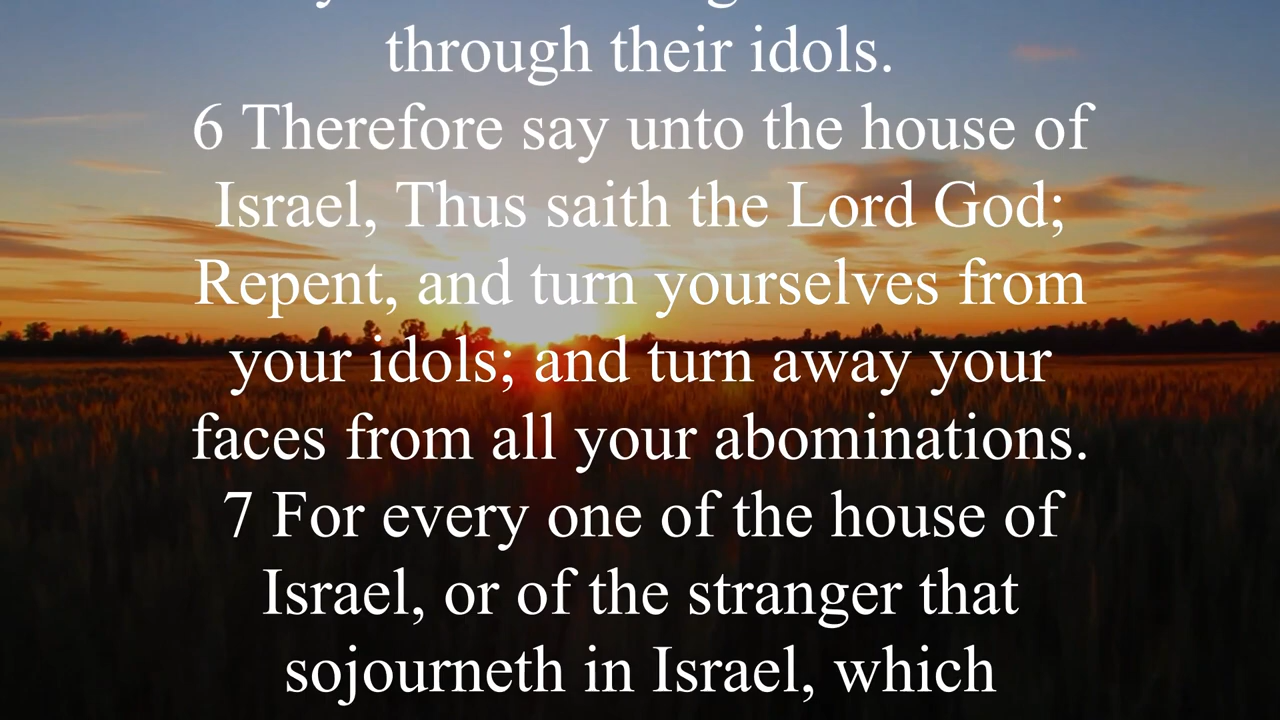 through their idols.
6 Therefore say unto the house of
Israel, Thus saith the Lord God;
Repent, and turn yourselves from
your idols; and turn away your
faces from all your abominations.
7 For every one of the house of
Israel, or of the stranger that
sojourneth in Israel, which